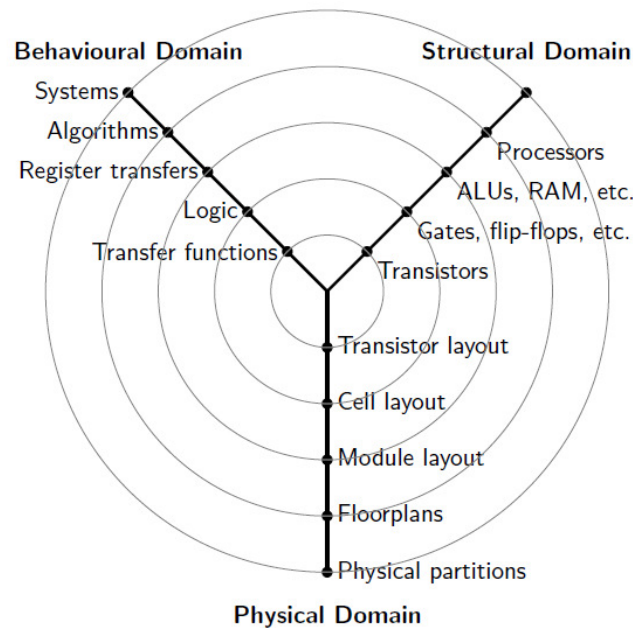 Behavioural Domain
Structural Domain
Systems
Algorithms
Register transfers
Logic
Transfer functions
Processors
ALUs, RAM, etc.
Gates, flip-flops, etc.
Transistors
Transistor layout
Cell layout
Module layout
Floorplans
Physical partitions
Physical Domain